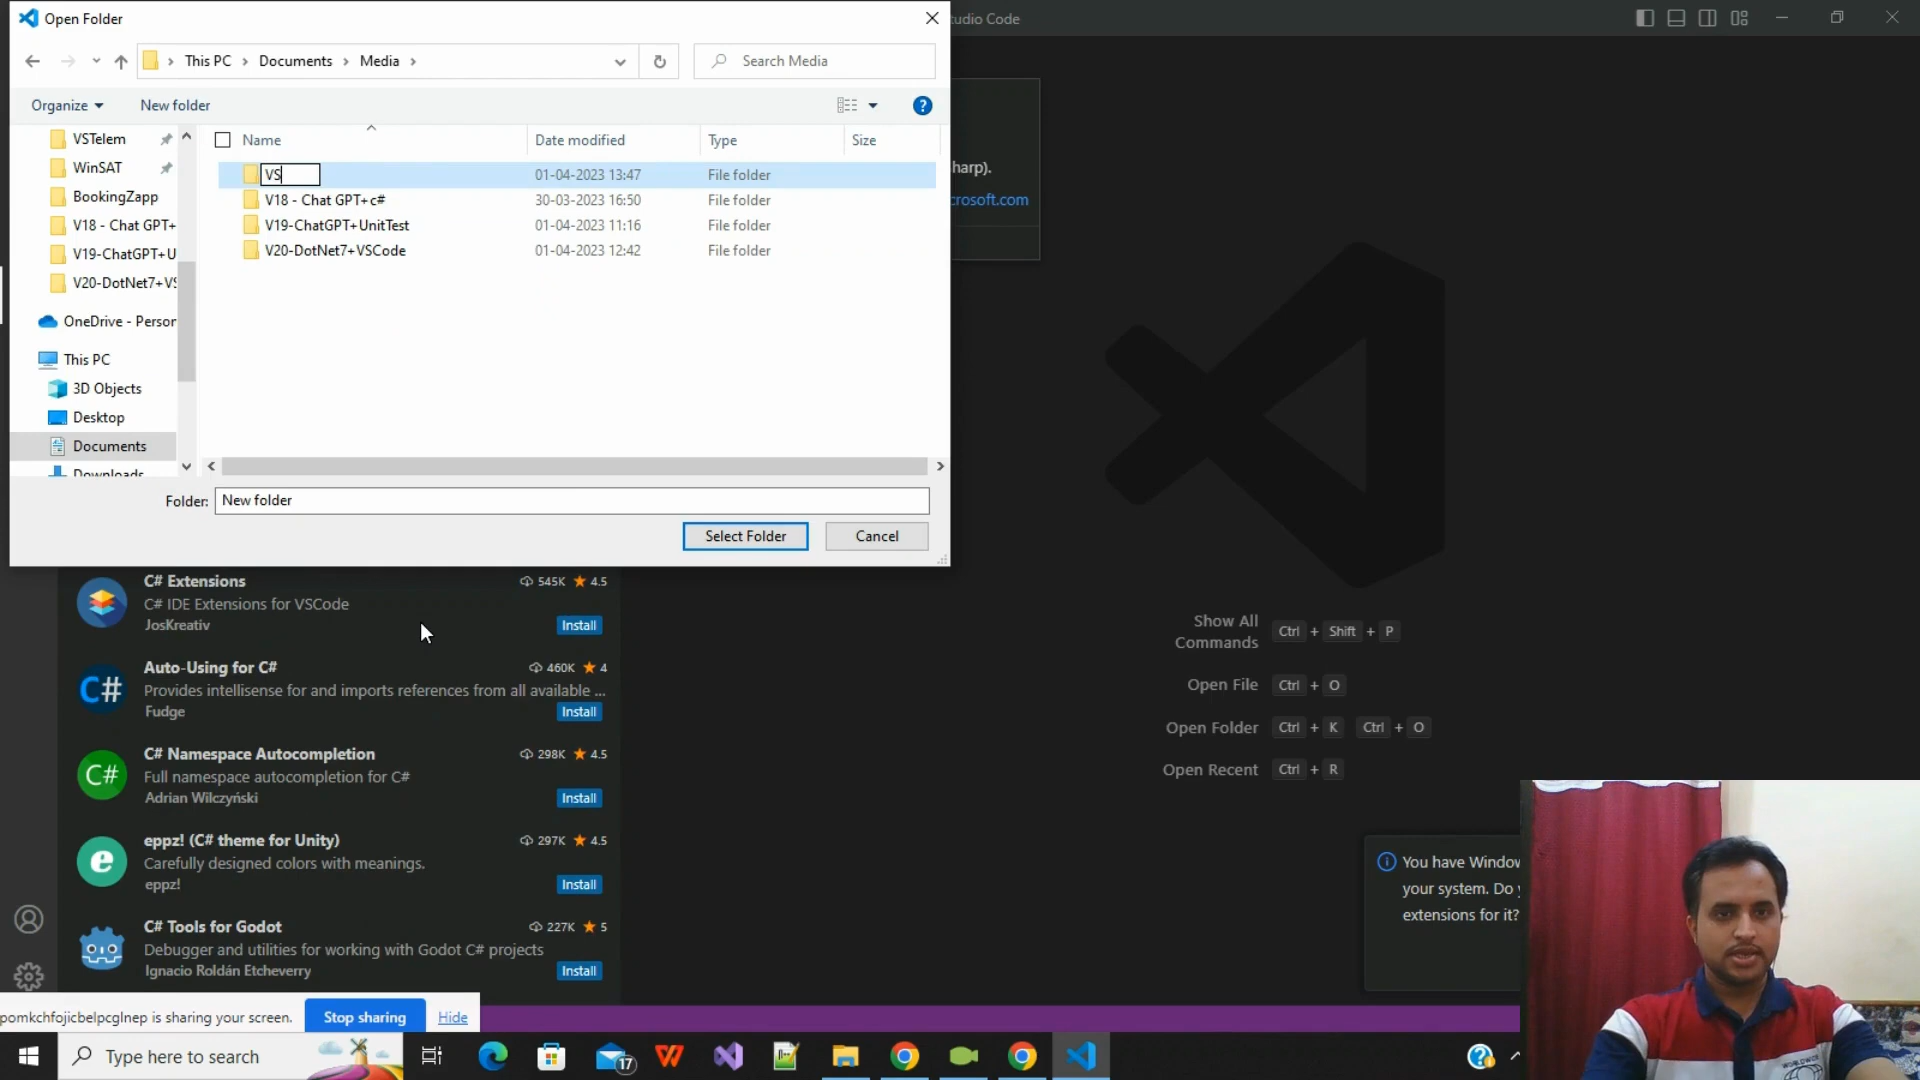 Open Folder
tudio Code
This PC
Documents
Media
Search Media
Organize
New folder
?
Name
Date modified
Type
Size
VS
01-04-2023 13:47
File folder
V18 - Chat GPT+c#
30-03-2023 16:50
File folder
V19-ChatGPT+UnitTest
01-04-2023 11:16
File folder
V20-DotNet7+VSCode
01-04-2023 12:42
File folder
VSTelem
WinSAT
BookingZapp
V18 - Chat GPT+
V19-ChatGPT+U
V20-DotNet7+VS
OneDrive - Person
This PC
3D Objects
Desktop
Documents
Downloads
Folder:
New folder
Select Folder
Cancel
harp).
crosoft.com
C# Extensions
545K
4.5
C# IDE Extensions for VSCode
JosKreativ
Install
Auto-Using for C#
460K
4
Provides intellisense for and imports references from all available ...
Fudge
Install
C# Namespace Autocompletion
298K
4.5
Full namespace autocompletion for C#
Adrian Wilczyński
Install
eppz! (C# theme for Unity)
297K
4.5
Carefully designed colors with meanings.
eppz!
Install
C# Tools for Godot
227K
5
Debugger and utilities for working with Godot C# projects
Ignacio Roldán Etcheverry
Install
C#
C#
e
Show All
Commands
Ctrl + Shift + P
Open File
Ctrl + O
Open Folder
Ctrl + K Ctrl + O
Open Recent
Ctrl + R
You have Window
your system. Do y
extensions for it?
pomkchfojicbelpcglnep is sharing your screen.
Stop sharing
Hide
Type here to search
17